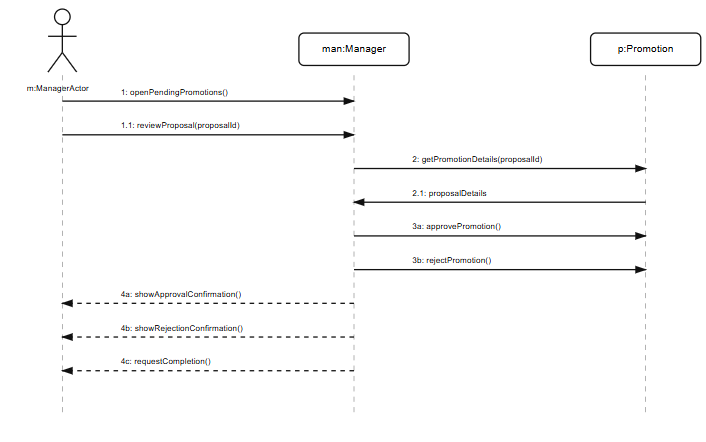 man:Manager
p:Promotion
m:ManagerActor
1: openPendingPromotions()
1.1: reviewProposal(proposalId)
2: getPromotionDetails(proposalId)
2.1: proposalDetails
3a: approvePromotion()
3b: rejectPromotion()
4a: showApprovalConfirmation()
4b: showRejectionConfirmation()
4c: requestCompletion()